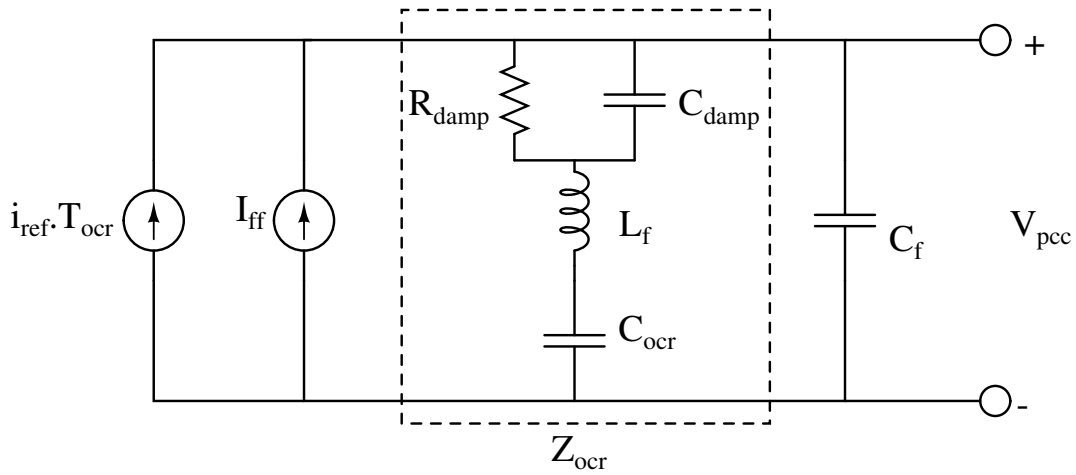 +
R_damp
C_damp
i_ref.T_ocr
I_ff
L_f
C_f
V_pcc
C_ocr
-
Z_ocr